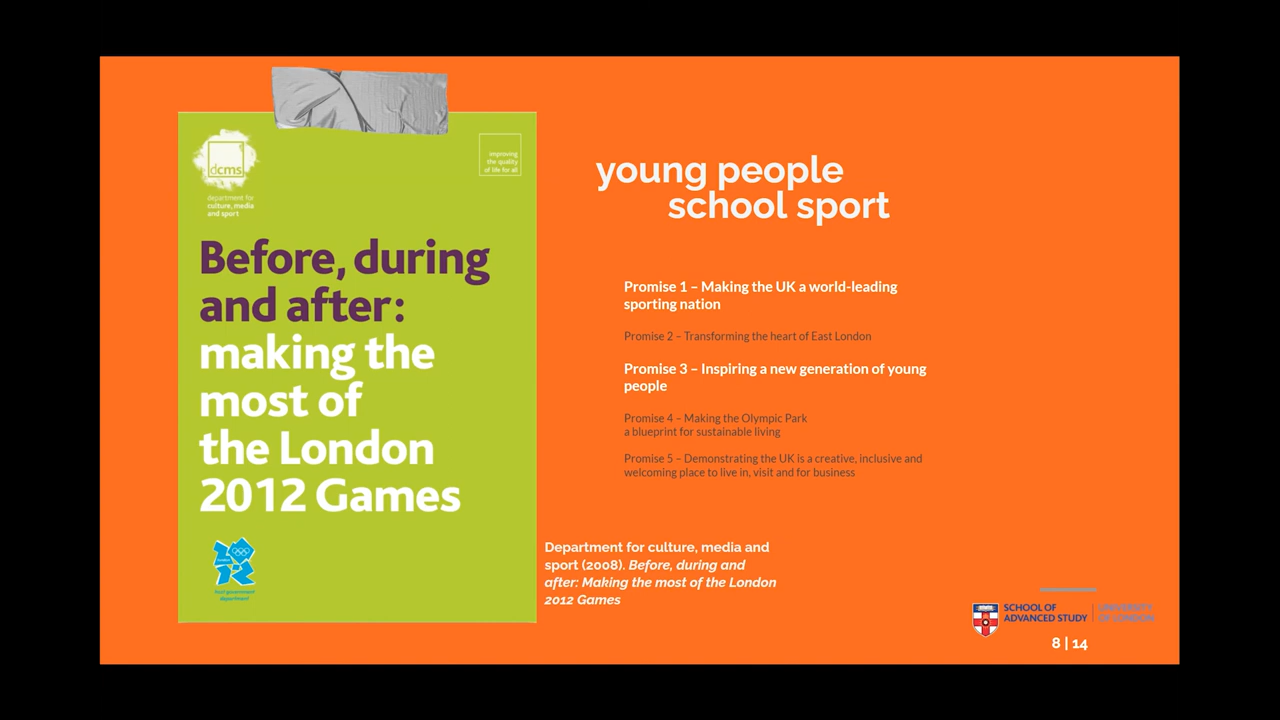 dcms
department for
culture, media
and sport
improving
the quality
of life for all
Before, during
and after:
making the
most of
the London
2012 Games
host government
department
young people
school sport
Promise 1 – Making the UK a world-leading
sporting nation
Promise 2 – Transforming the heart of East London
Promise 3 – Inspiring a new generation of young
people
Promise 4 – Making the Olympic Park
a blueprint for sustainable living
Promise 5 – Demonstrating the UK is a creative, inclusive and
welcoming place to live in, visit and for business
Department for culture, media and
sport (2008). Before, during and
after: Making the most of the London
2012 Games
SCHOOL OF
ADVANCED STUDY
UNIVERSITY
OF LONDON
8 | 14